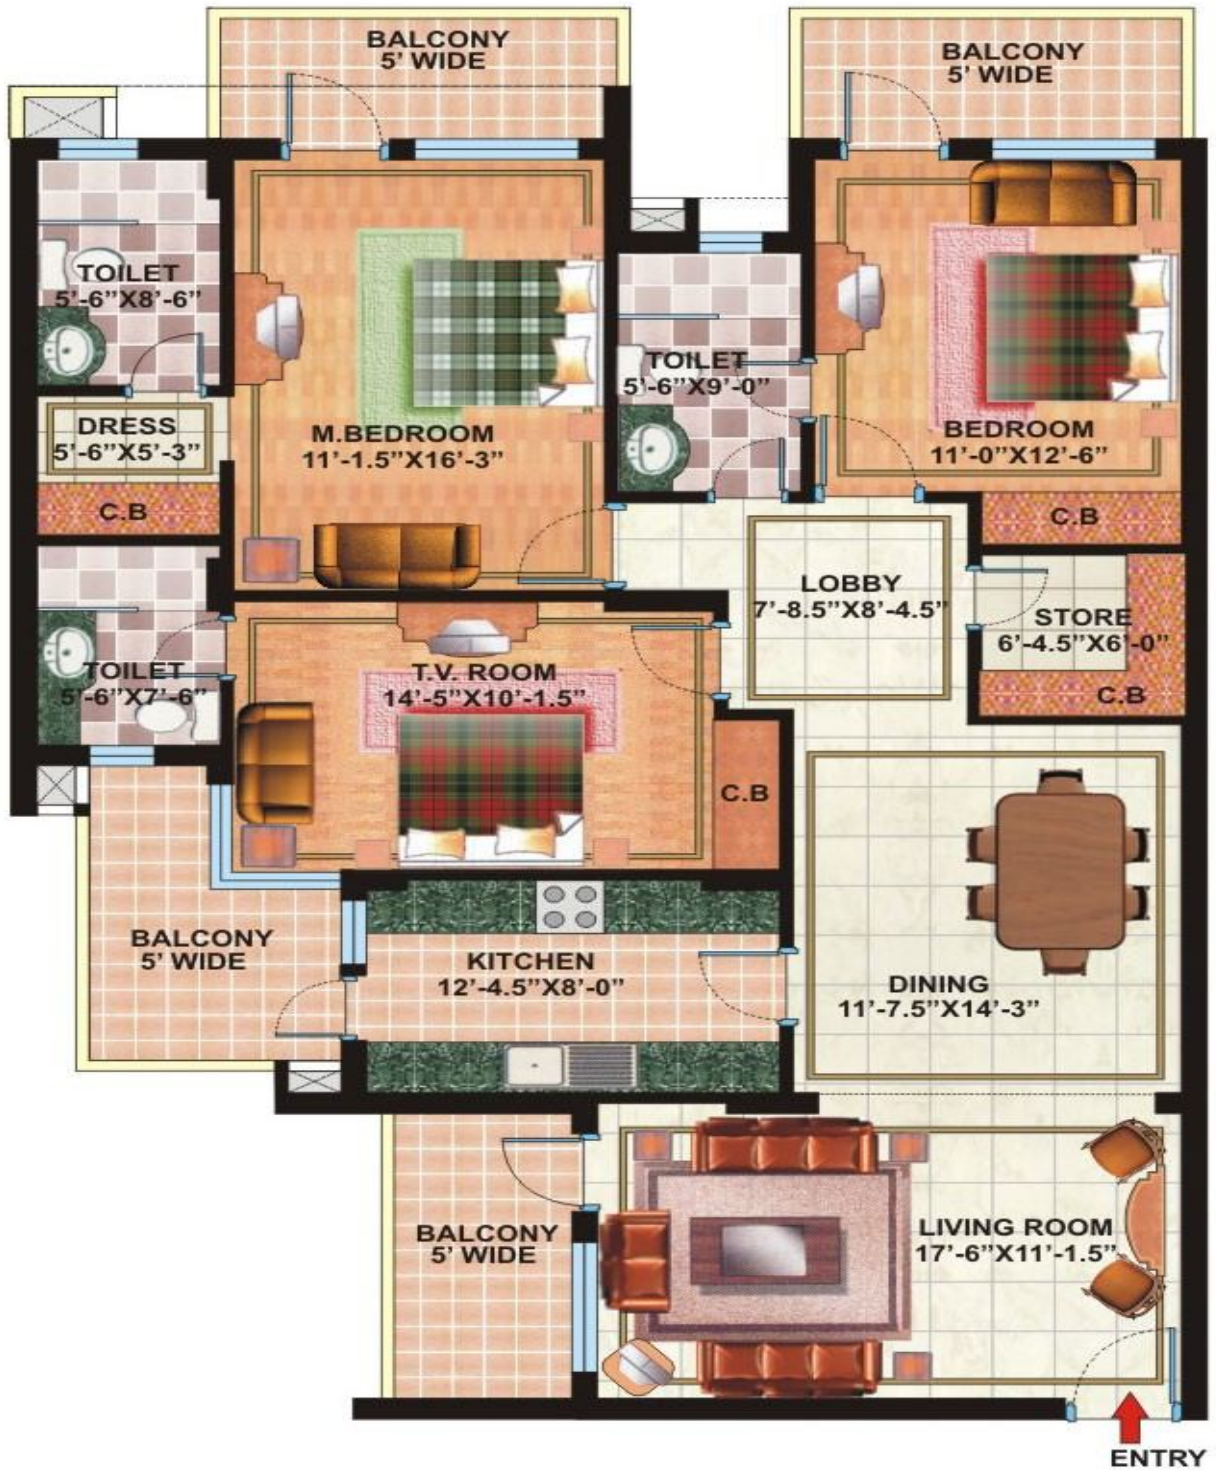 BALCONY
5' WIDE
BALCONY
5' WIDE
TOILET
5'-6"X8'-6"
TOILET
5'-6"X9'-0"
DRESS
5'-6"X5'-3"
M.BEDROOM
11'-1.5"X16'-3"
BEDROOM
11'-0"X12'-6"
C.B
C.B
LOBBY
7'-8.5"X8'-4.5"
STORE
6'-4.5"X6'-0"
TOILET
5'-6"X7'-6"
T.V. ROOM
14'-5"X10'-1.5"
C.B
C.B
BALCONY
5' WIDE
KITCHEN
12'-4.5"X8'-0"
DINING
11'-7.5"X14'-3"
BALCONY
5' WIDE
LIVING ROOM
17'-6"X11'-1.5"
ENTRY